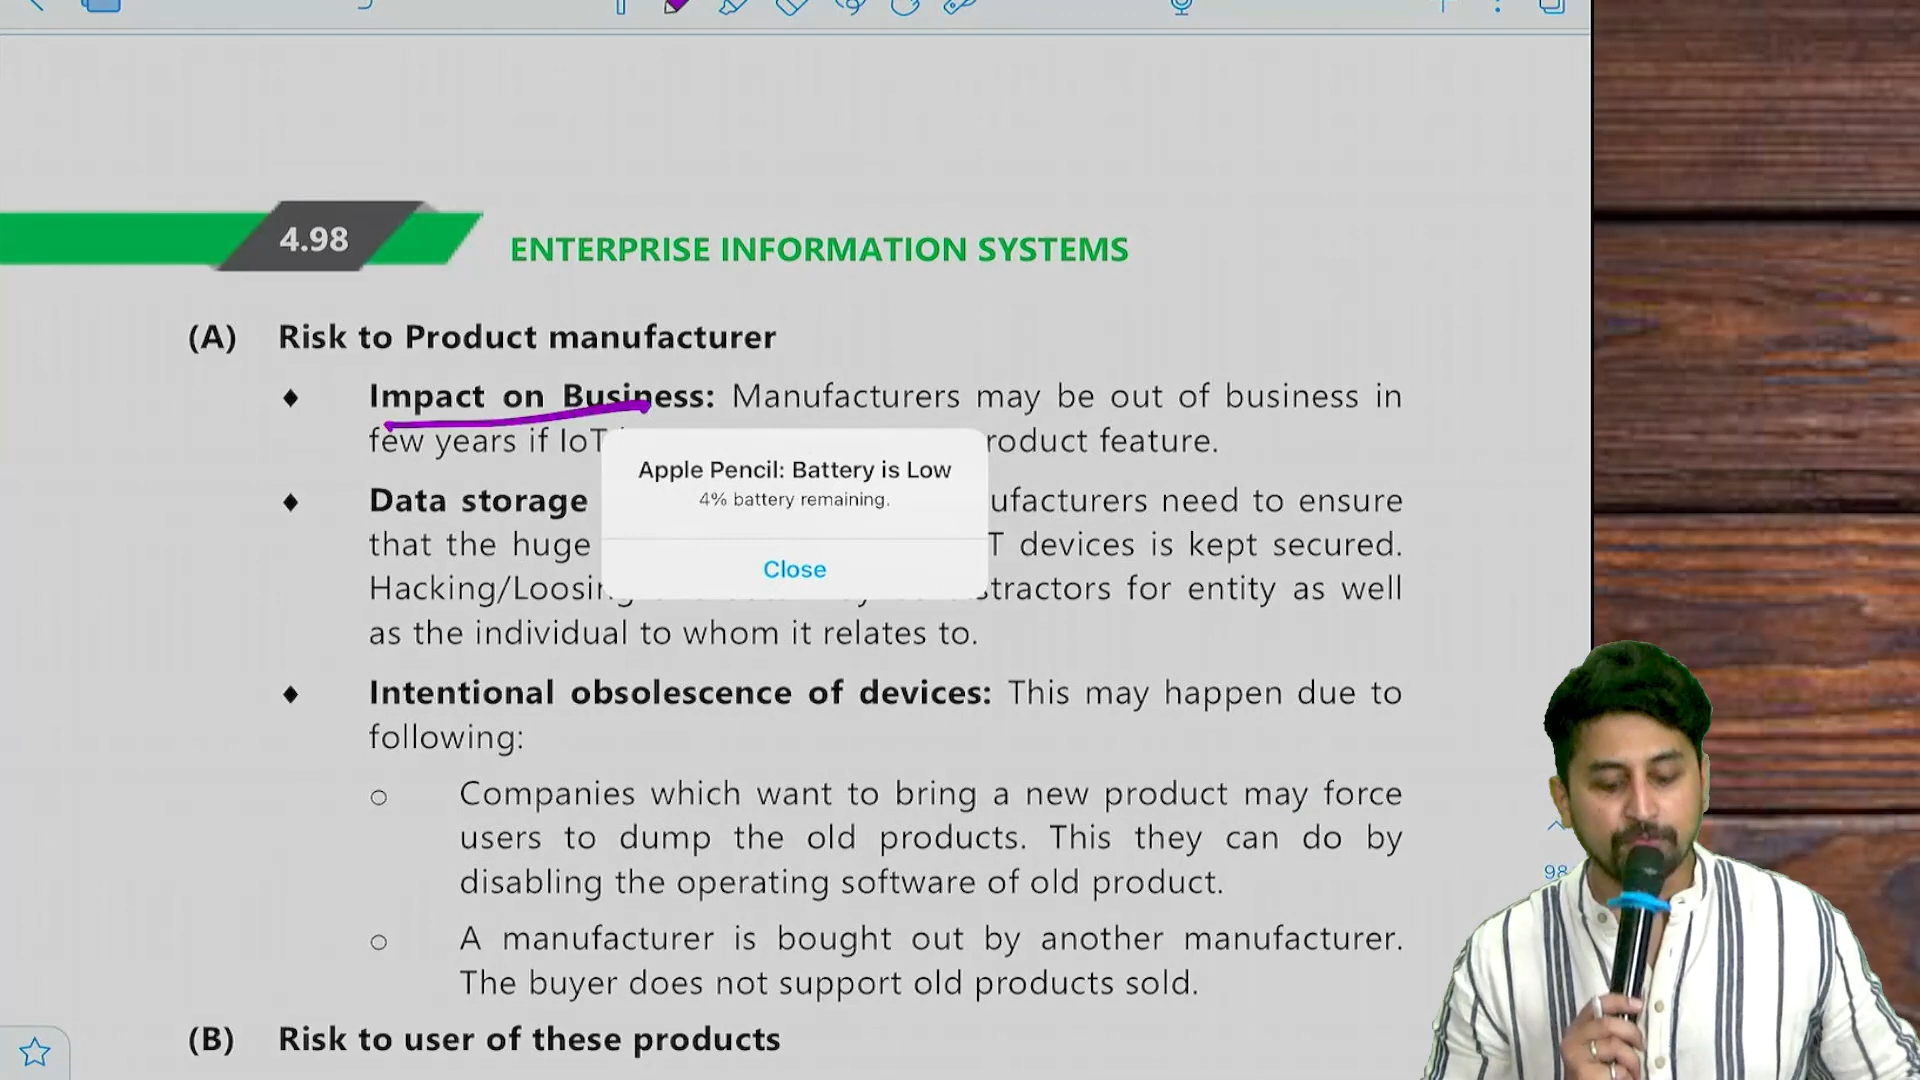 4.98
ENTERPRISE INFORMATION SYSTEMS
(A) Risk to Product manufacturer
♦ Impact on Business: Manufacturers may be out of business in
few years if IoT roduct feature.
Apple Pencil: Battery is Low
4% battery remaining.
Close
♦ Data storage ufacturers need to ensure
that the huge T devices is kept secured.
Hacking/Loosing tractors for entity as well
as the individual to whom it relates to.
♦ Intentional obsolescence of devices: This may happen due to
following:
○ Companies which want to bring a new product may force
users to dump the old products. This they can do by
disabling the operating software of old product.
○ A manufacturer is bought out by another manufacturer.
The buyer does not support old products sold.
98
(B) Risk to user of these products